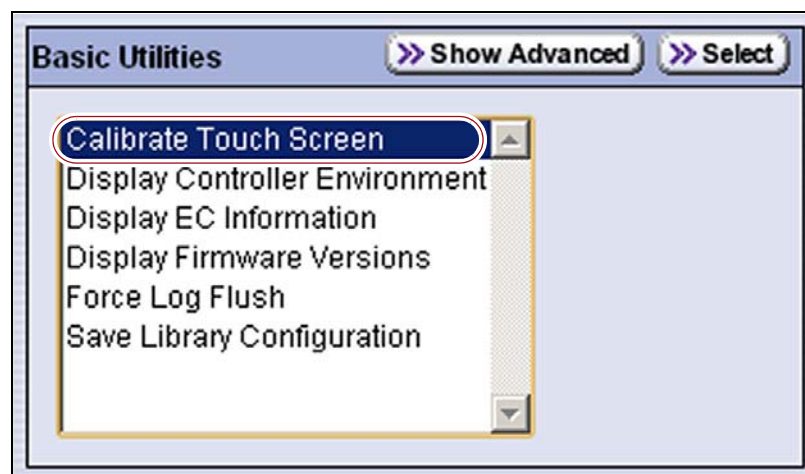 Basic Utilities
>> Show Advanced
>> Select
Calibrate Touch Screen
Display Controller Environment
Display EC Information
Display Firmware Versions
Force Log Flush
Save Library Configuration